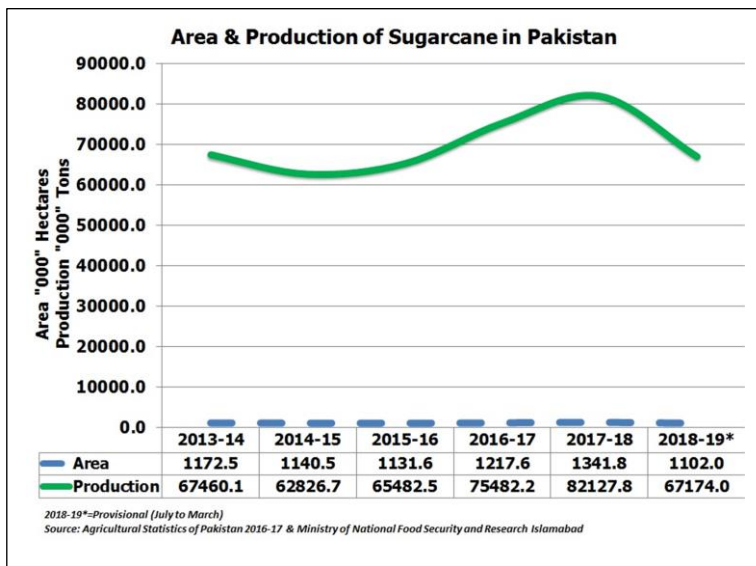 Area & Production of Sugarcane in Pakistan
Area "000" Hectares
Production "000" Tons
90000.0
80000.0
70000.0
60000.0
50000.0
40000.0
30000.0
20000.0
10000.0
0.0
2013-14 2014-15 2015-16 2016-17 2017-18 2018-19*
Area 1172.5 1140.5 1131.6 1217.6 1341.8 1102.0
Production 67460.1 62826.7 65482.5 75482.2 82127.8 67174.0
2018-19*=Provisional (July to March)
Source: Agricultural Statistics of Pakistan 2016-17 & Ministry of National Food Security and Research Islamabad